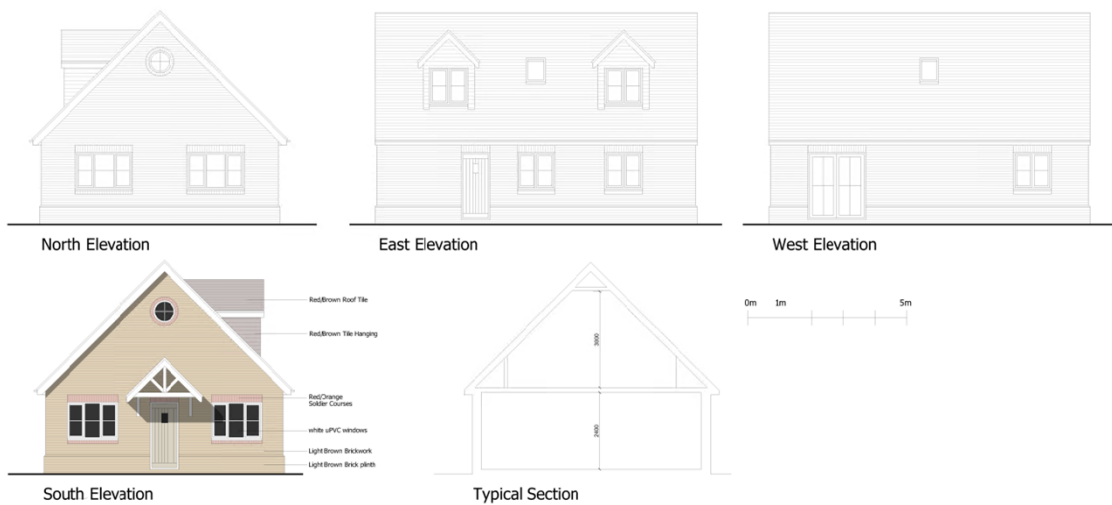 North Elevation
East Elevation
West Elevation
Red/Brown Roof Tile
Red/Brown Tile Hanging
Red/Orange
Solder Courses
white uPVC windows
Light Brown Brickwork
Light Brown Brick plinth
South Elevation
3000
2400
Typical Section
0m 1m 5m